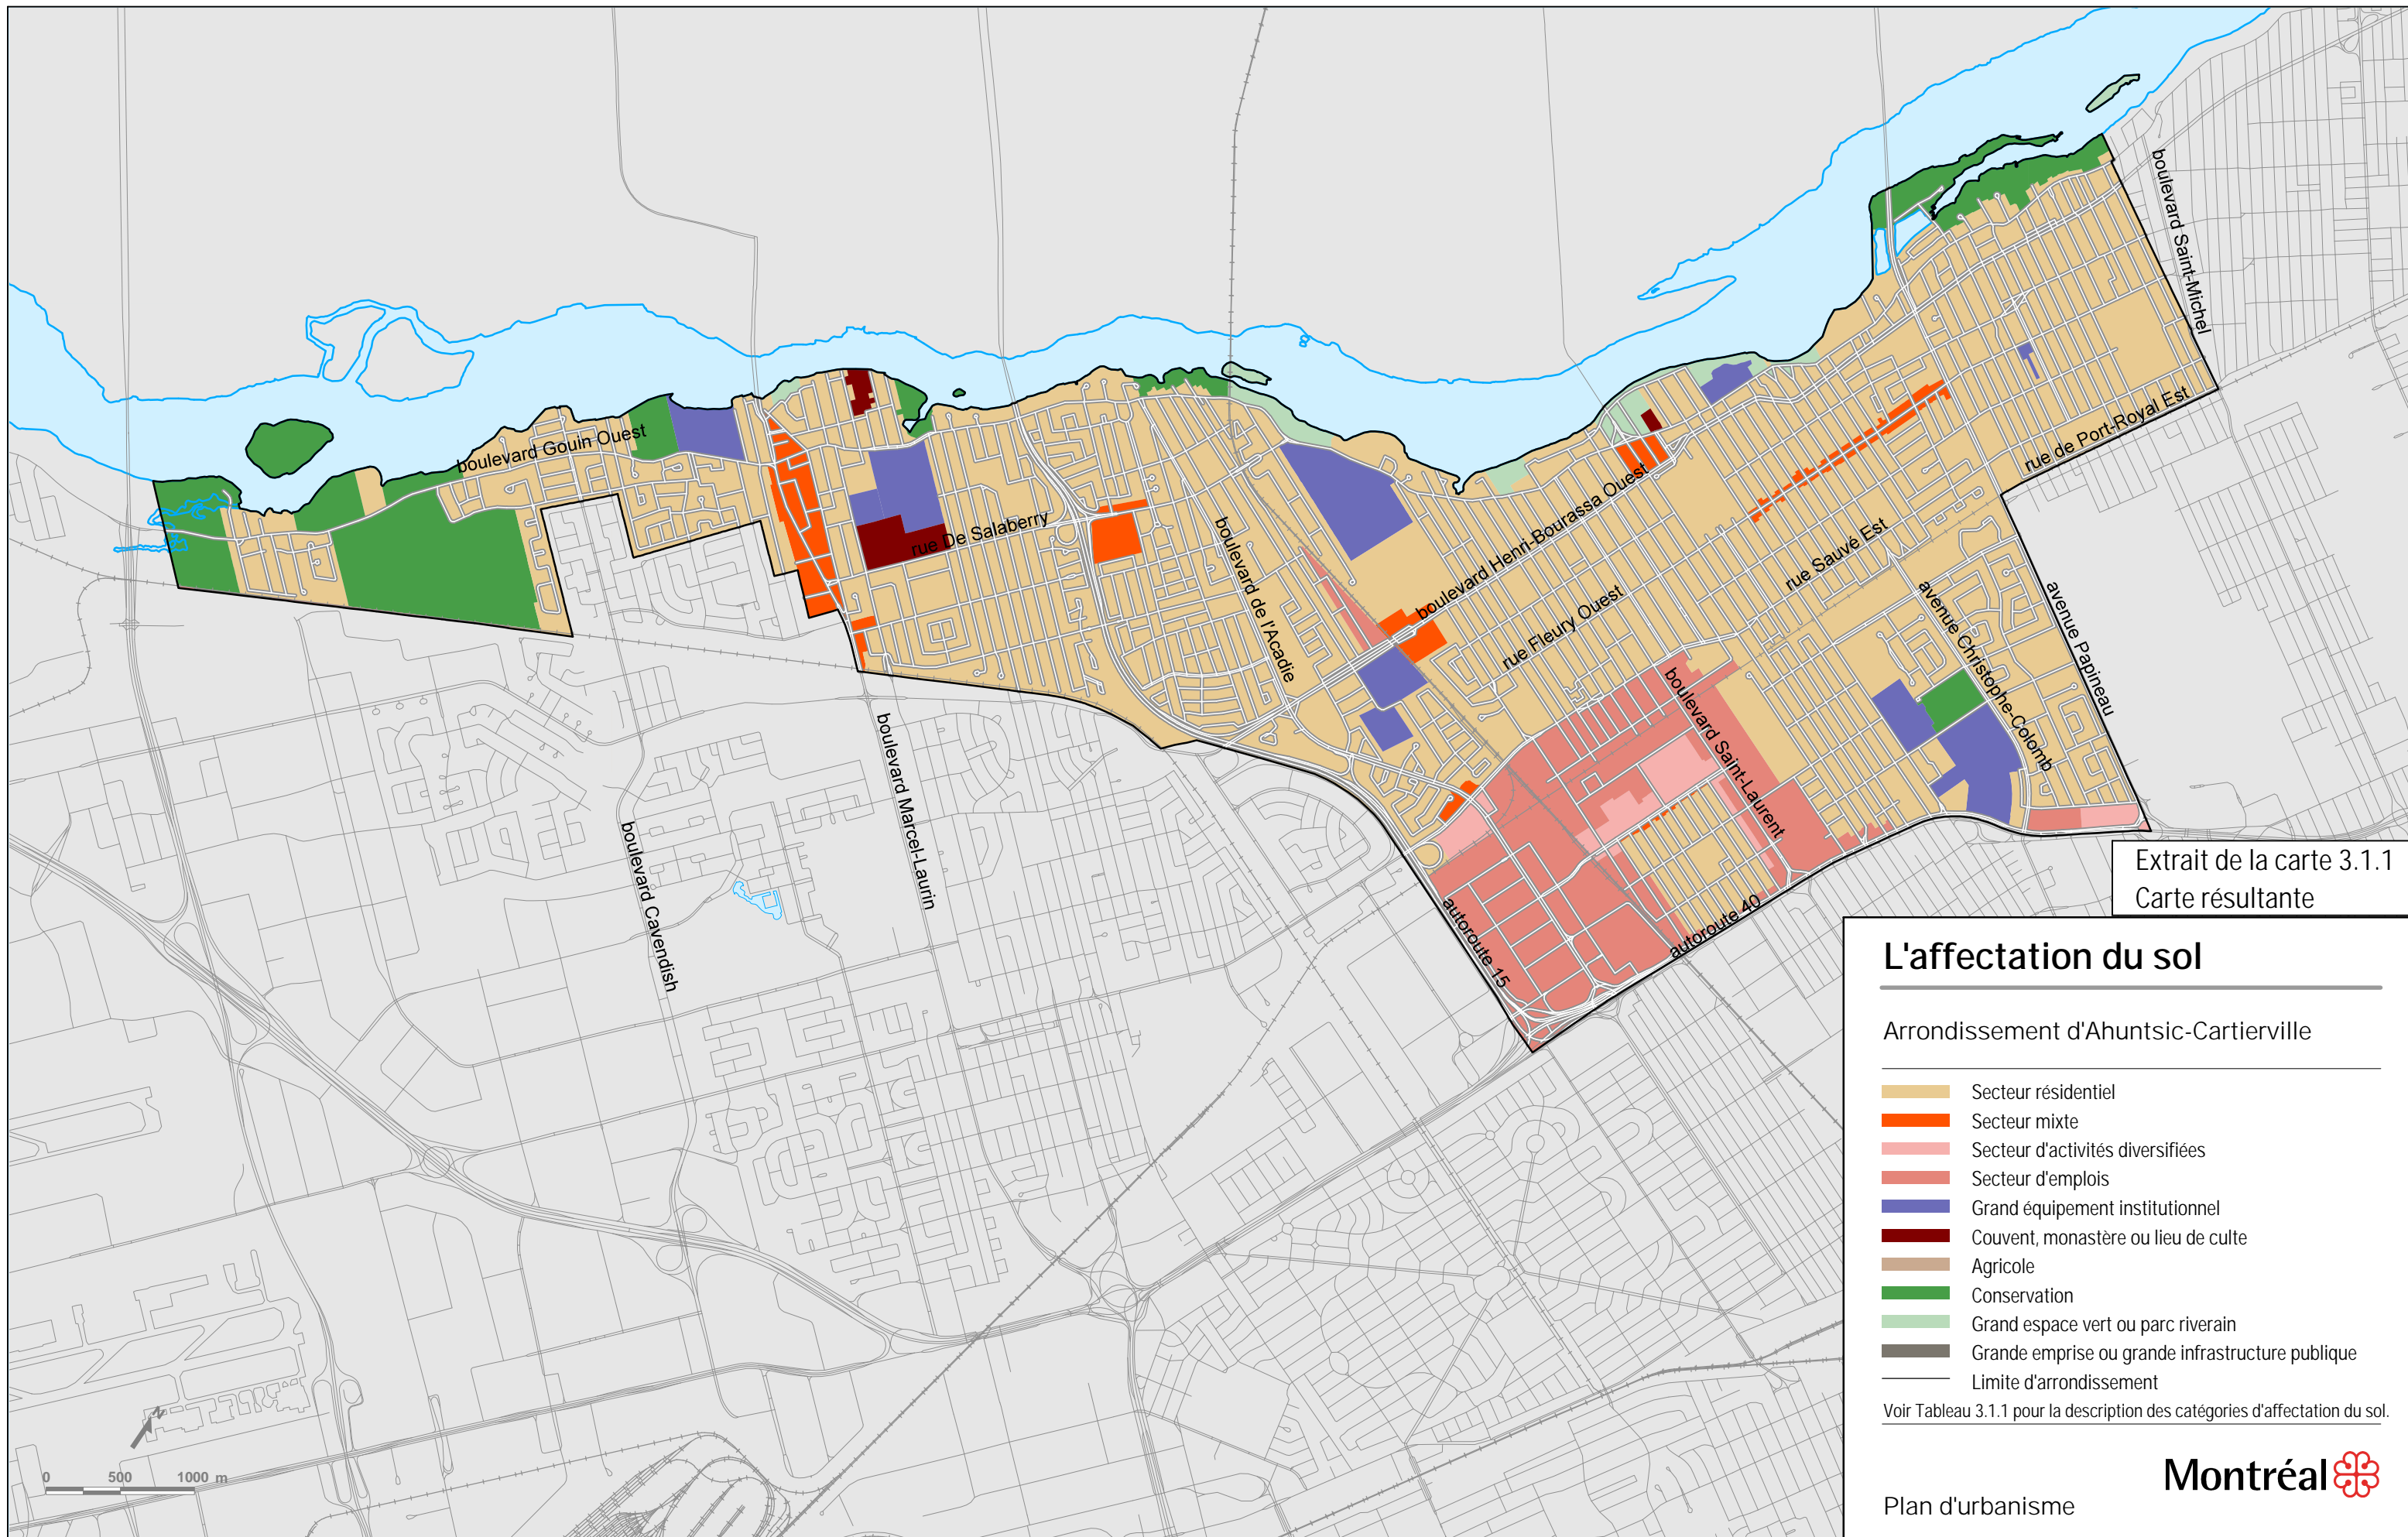 boulevard Saint-Michel
boulevard Gouin Ouest
rue de Port-Royal Est
boulevard Henri-Bourassa Ouest
rue De Salaberry
boulevard de l'Acadie
rue Sauvé Est
rue Fleury Ouest
avenue Christophe-Colomb
avenue Papineau
boulevard Saint-Laurent
boulevard Marcel-Laurin
boulevard Cavendish
autoroute 15
autoroute 40
Extrait de la carte 3.1.1
Carte résultante
L'affectation du sol
Arrondissement d'Ahuntsic-Cartierville
Secteur résidentiel
Secteur mixte
Secteur d'activités diversifiées
Secteur d'emplois
Grand équipement institutionnel
Couvent, monastère ou lieu de culte
Agricole
Conservation
Grand espace vert ou parc riverain
Grande emprise ou grande infrastructure publique
Limite d'arrondissement
Voir Tableau 3.1.1 pour la description des catégories d'affectation du sol.
Montréal
Plan d'urbanisme
N
0 500 1000 m